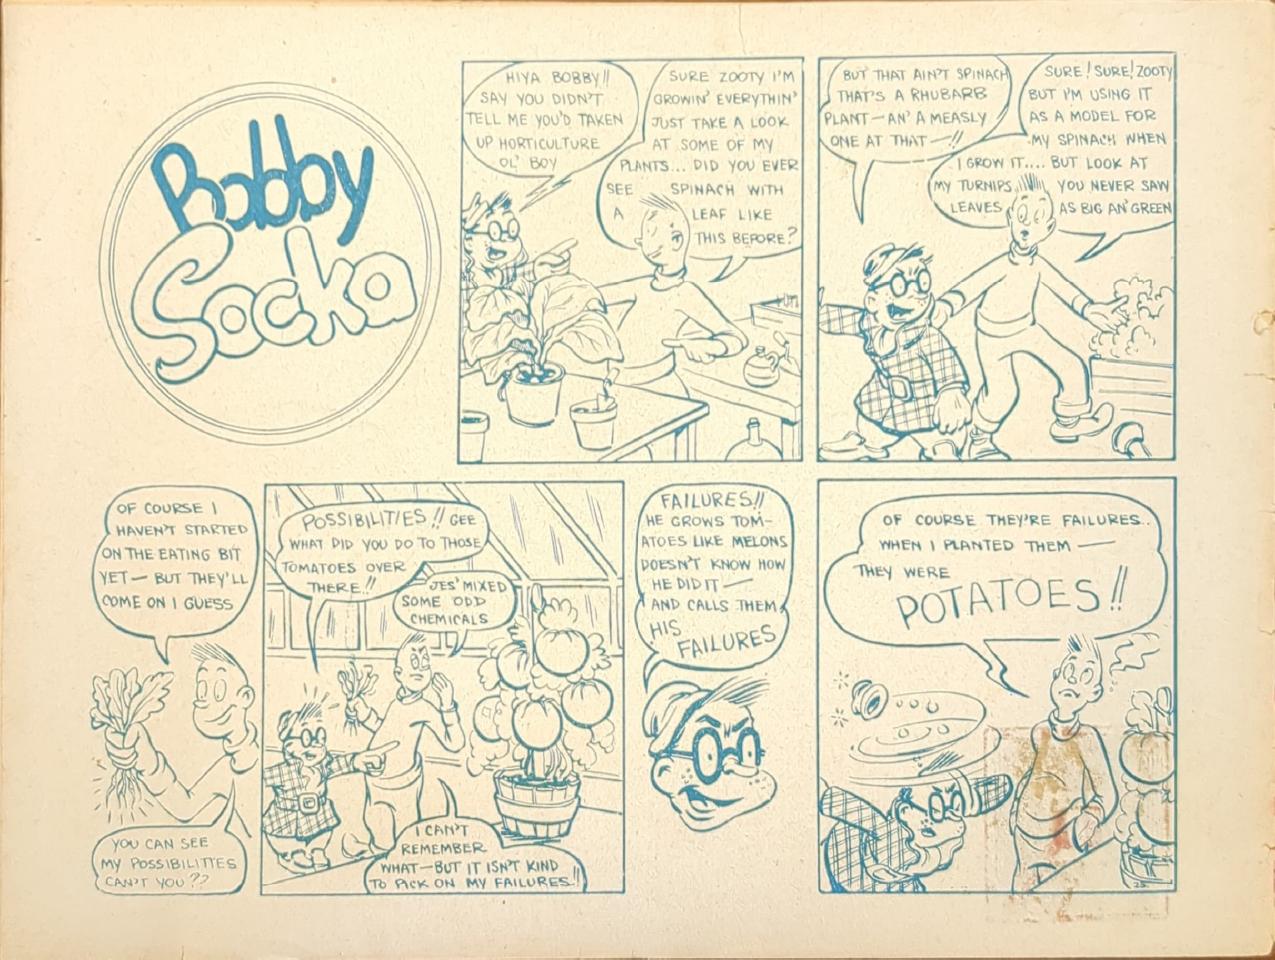 Bobby
Socka
HIYA BOBBY!!
SAY YOU DIDN'T
TELL ME YOU'D TAKEN
UP HORTICULTURE
OL' BOY
SURE ZOOTY I'M
GROWIN' EVERYTHIN'
JUST TAKE A LOOK
AT SOME OF MY
PLANTS... DID YOU EVER
SEE SPINACH WITH
A LEAF LIKE
THIS BEFORE?
BUT THAT AIN'T SPINACH
THAT'S A RHUBARB
PLANT—AN' A MEASLY
ONE AT THAT—!!
SURE! SURE! ZOOTY
BUT I'M USING IT
AS A MODEL FOR
MY SPINACH WHEN
I GROW IT.... BUT LOOK AT
MY TURNIPS YOU NEVER SAW
LEAVES AS BIG AN' GREEN
OF COURSE I
HAVEN'T STARTED
ON THE EATING BIT
YET— BUT THEY'LL
COME ON I GUESS
YOU CAN SEE
MY POSSIBILITIES
CAN'T YOU??
POSSIBILITIES!! GEE
WHAT DID YOU DO TO THOSE
TOMATOES OVER
THERE!!
JES' MIXED
SOME ODD
CHEMICALS
I CAN'T
REMEMBER
WHAT—BUT IT ISN'T KIND
TO PICK ON MY FAILURES!!
FAILURES!!
HE GROWS TOM-
ATOES LIKE MELONS
DOESN'T KNOW HOW
HE DID IT—
AND CALLS THEM
HIS
FAILURES
OF COURSE THEY'RE FAILURES..
WHEN I PLANTED THEM —
THEY WERE
POTATOES!!
25